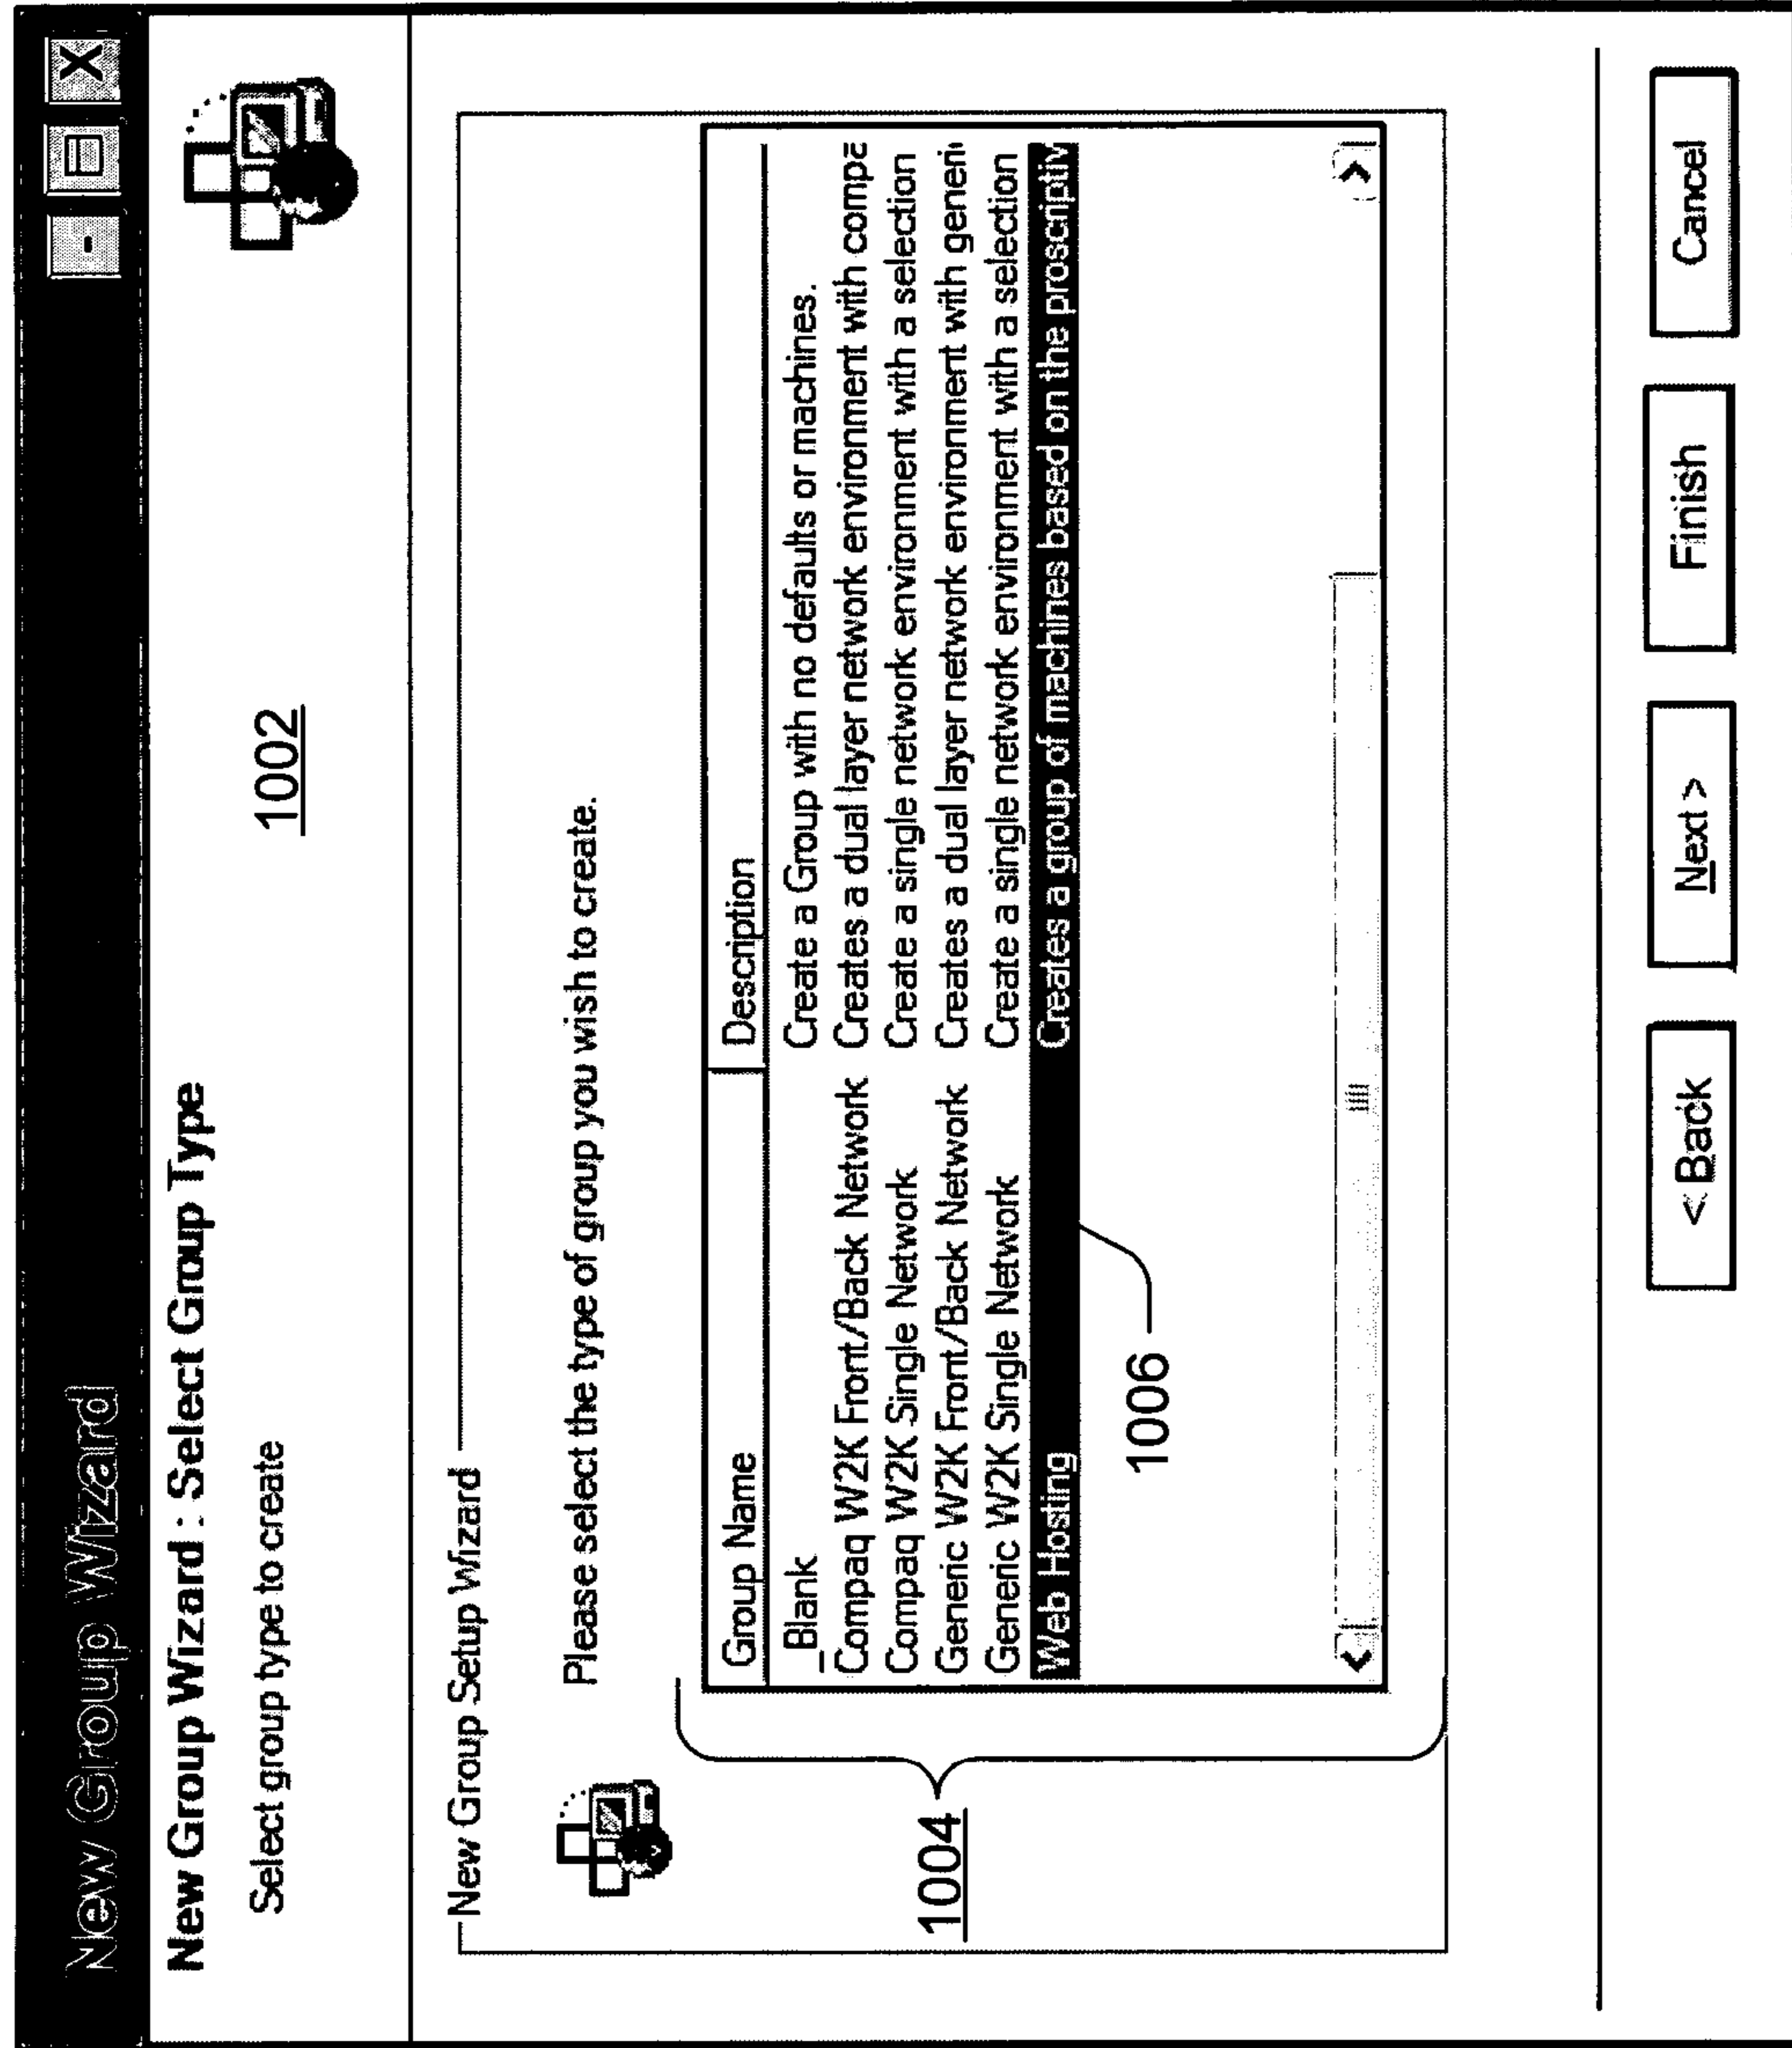 New Group Wizard
New Group Wizard : Select Group Type
Select group type to create
1002
New Group Setup Wizard
Please select the type of group you wish to create.
Group Name Description
_Blank Create a Group with no defaults or machines.
Compaq W2K Front/Back Network Creates a dual layer network environment with compa
Compaq W2K Single Network Create a single network environment with a selection
Generic W2K Front/Back Network Creates a dual layer network environment with generi
Generic W2K Single Network Create a single network environment with a selection
Web Hosting Creates a group of machines based on the proscriptiv
1004
1006
< Back Next > Finish Cancel